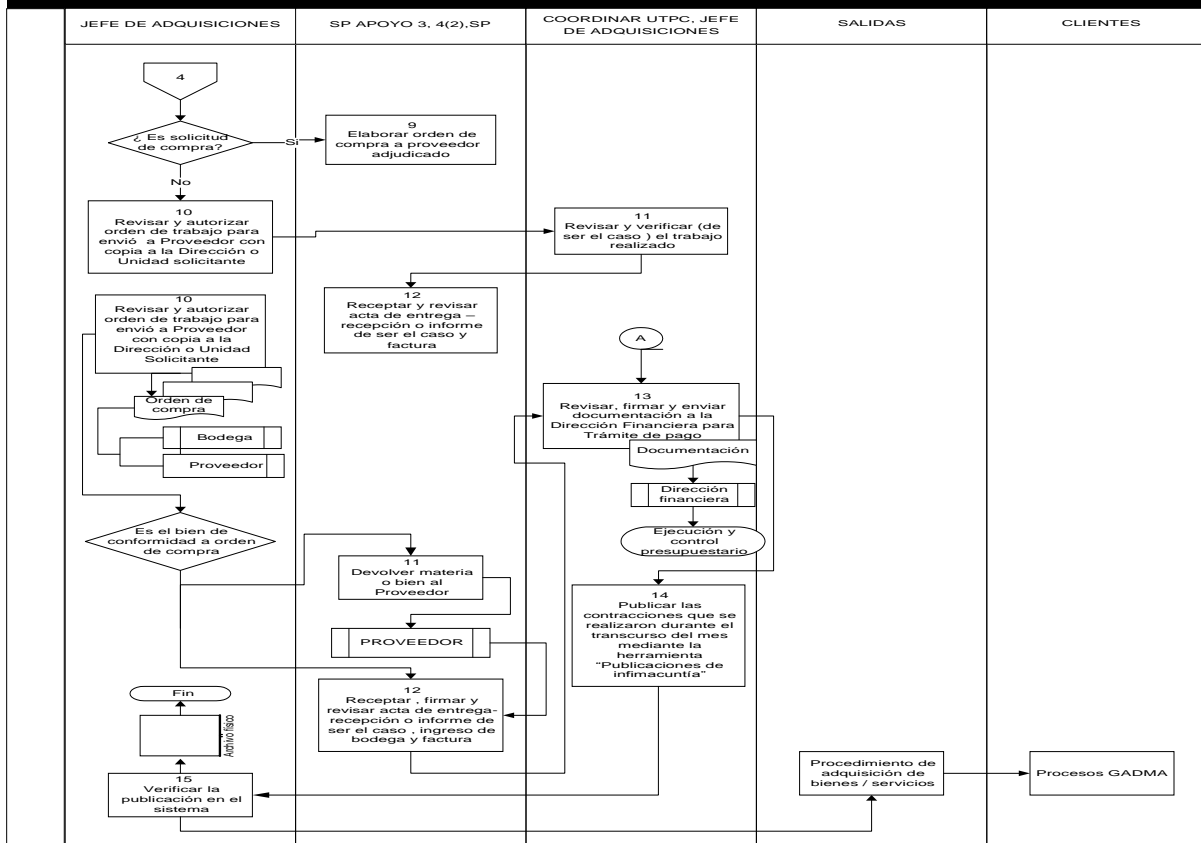 JEFE DE ADQUISICIONES
SP APOYO 3, 4(2),SP
COORDINAR UTPC, JEFE
DE ADQUISICIONES
SALIDAS
CLIENTES
4
¿ Es solicitud
de compra?
Si
No
9
Elaborar orden de
compra a proveedor
adjudicado
10
Revisar y autorizar
orden de trabajo para
envió a Proveedor con
copia a la Dirección o
Unidad solicitante
11
Revisar y verificar (de
ser el caso ) el trabajo
realizado
12
Receptar y revisar
acta de entrega –
recepción o informe
de ser el caso y
factura
10
Revisar y autorizar
orden de trabajo para
envió a Proveedor
con copia a la
Dirección o Unidad
Solicitante
Orden de
compra
Bodega
Proveedor
A
13
Revisar, firmar y enviar
documentación a la
Dirección Financiera para
Trámite de pago
Documentación
Dirección
financiera
Ejecución y
control
presupuestario
Es el bien de
conformidad a orden
de compra
11
Devolver materia
o bien al
Proveedor
PROVEEDOR
12
Receptar , firmar y
revisar acta de entrega-
recepción o informe de
ser el caso , ingreso de
bodega y factura
14
Publicar las
contracciones que se
realizaron durante el
transcurso del mes
mediante la
herramienta
"Publicaciones de
infimacuntía"
Fin
Archivo físico
15
Verificar la
publicación en el
sistema
Procedimiento de
adquisición de
bienes / servicios
Procesos GADMA